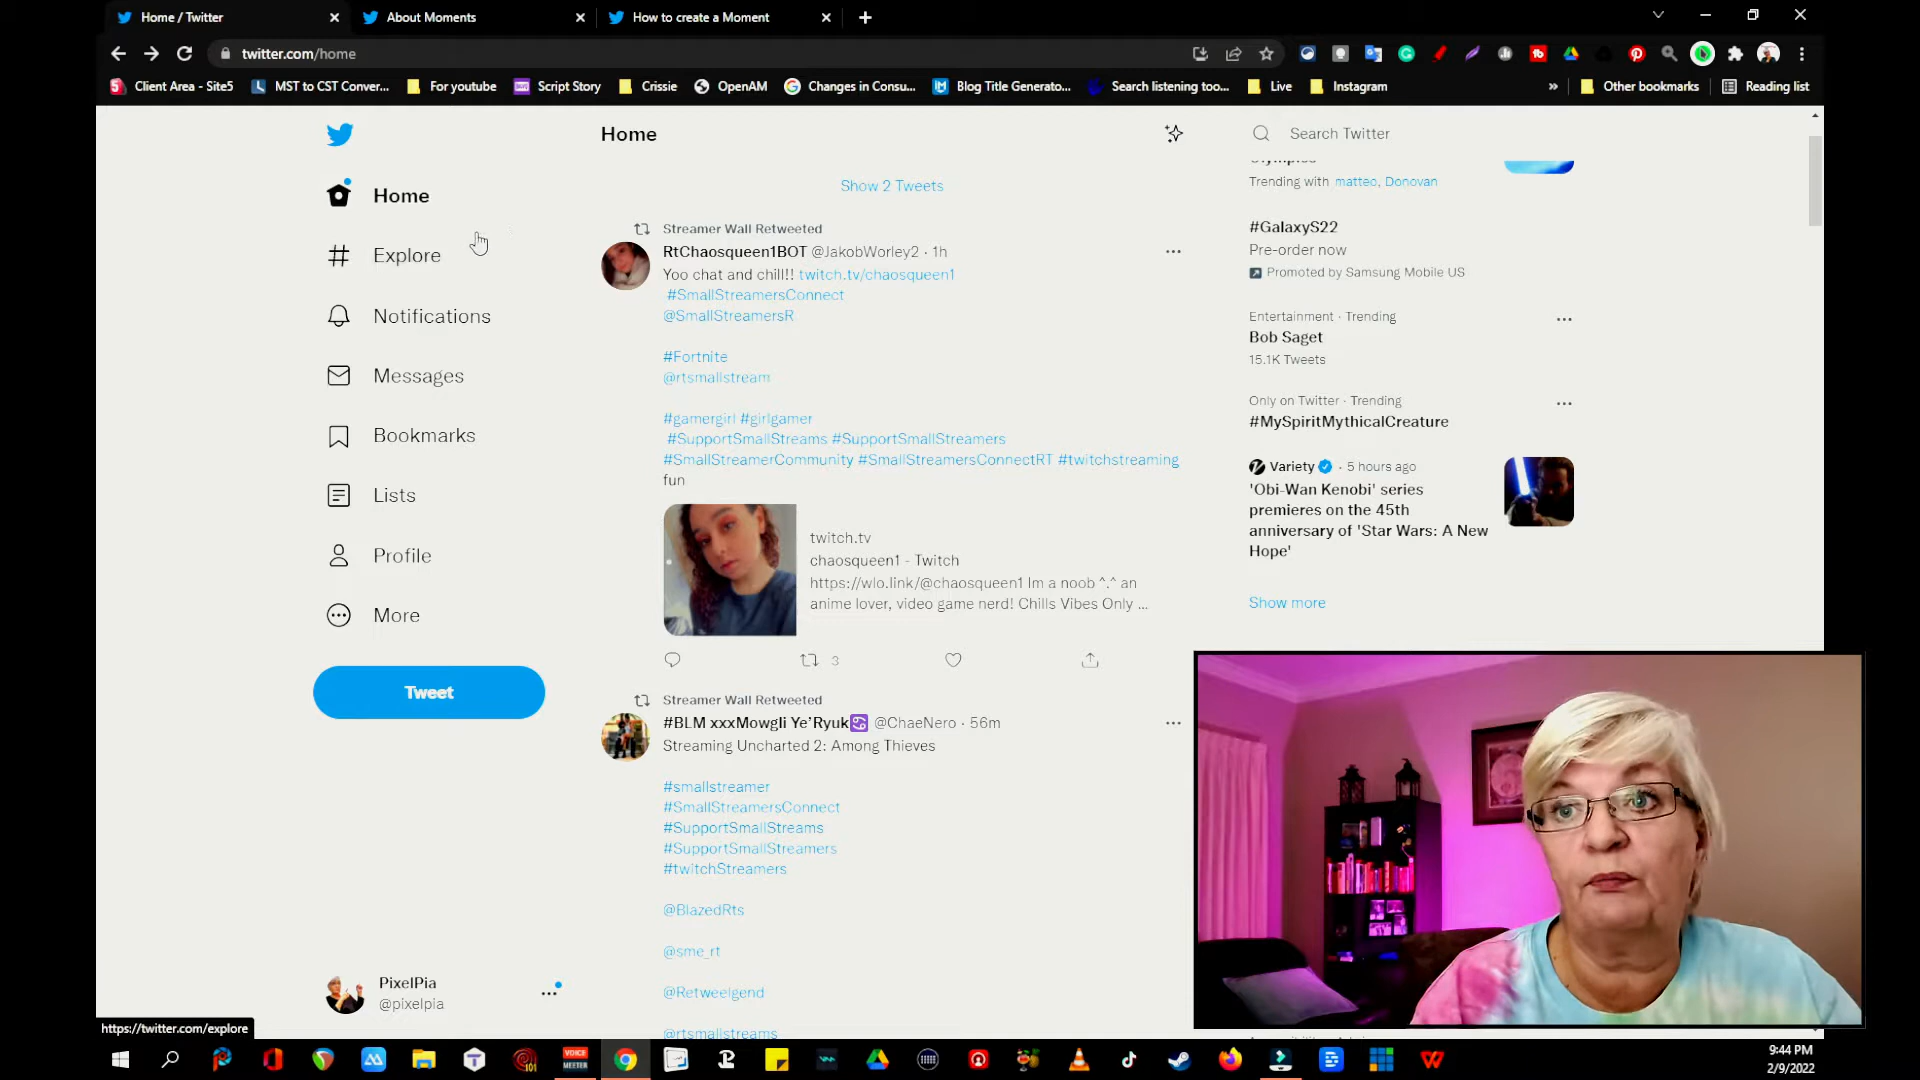 Home / Twitter
About Moments
How to create a Moment
twitter.com/home
Client Area - Site5
MST to CST Conver...
For youtube
Script Story
Crissie
OpenAM
Changes in Consu...
Blog Title Generato...
Search listening too...
Live
Instagram
»
Other bookmarks
Reading list
Home
Explore
Notifications
Messages
Bookmarks
Lists
Profile
More
Tweet
PixelPia
@pixelpia
https://twitter.com/explore
Home
Show 2 Tweets
Streamer Wall Retweeted
RtChaosqueen1BOT @JakobWorley2 · 1h
Yoo chat and chill!! twitch.tv/chaosqueen1
#SmallStreamersConnect
@SmallStreamersR
#Fortnite
@rtsmallstream
#gamergirl #girlgamer
#SupportSmallStreams #SupportSmallStreamers
#SmallStreamerCommunity #SmallStreamersConnectRT #twitchstreaming
fun
twitch.tv
chaosqueen1 - Twitch
https://wlo.link/@chaosqueen1 Im a noob ^.^ an
anime lover, video game nerd! Chills Vibes Only ...
3
Streamer Wall Retweeted
#BLM xxxMowgli Ye'Ryuk♋ @ChaeNero · 56m
Streaming Uncharted 2: Among Thieves
#smallstreamer
#SmallStreamersConnect
#SupportSmallStreams
#SupportSmallStreamers
#twitchStreamers
@BlazedRts
@sme_rt
@Retweelgend
@rtsmallstreams
Search Twitter
Olympics
Trending with matteo, Donovan
#GalaxyS22
Pre-order now
Promoted by Samsung Mobile US
Entertainment · Trending
Bob Saget
15.1K Tweets
Only on Twitter · Trending
#MySpiritMythicalCreature
Variety · 5 hours ago
'Obi-Wan Kenobi' series
premieres on the 45th
anniversary of 'Star Wars: A New
Hope'
Show more
VOICE
MEETER
9:44 PM
2/9/2022